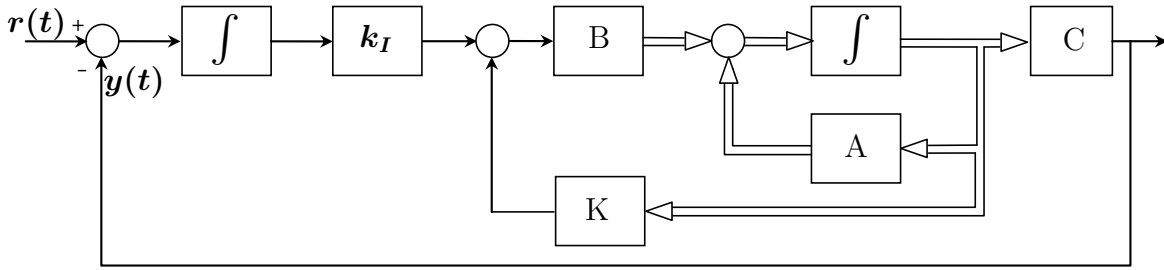 r(t) +
∫
k_I
B
∫
C
-
y(t)
A
K